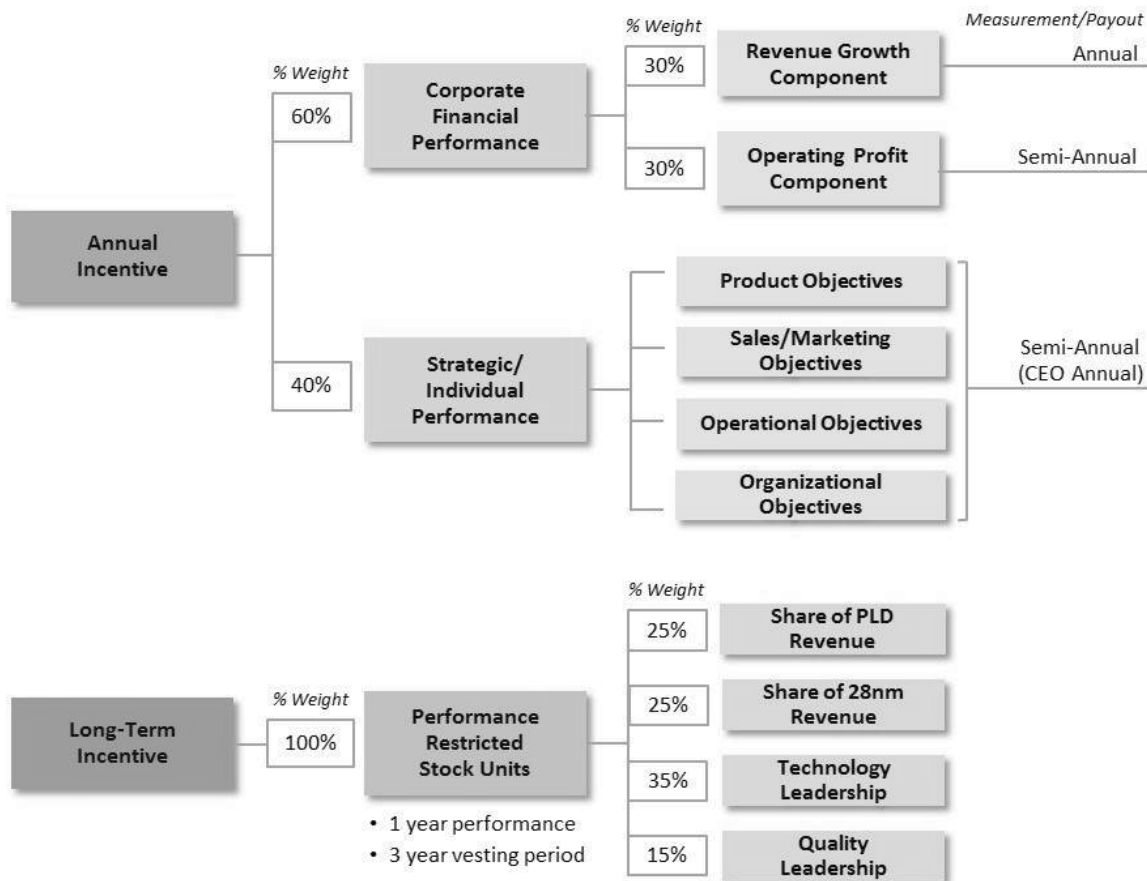 % Weight
Measurement/Payout
30%
Revenue Growth
Component
Annual
% Weight
60%
Corporate
Financial
Performance
30%
Operating Profit
Component
Semi-Annual
Annual
Incentive
Product Objectives
40%
Strategic/
Individual
Performance
Sales/Marketing
Objectives
Semi-Annual
(CEO Annual)
Operational Objectives
Organizational
Objectives
% Weight
25%
Share of PLD
Revenue
% Weight
Long-Term
Incentive
100%
Performance
Restricted
Stock Units
25%
Share of 28nm
Revenue
35%
Technology
Leadership
• 1 year performance
• 3 year vesting period
15%
Quality
Leadership